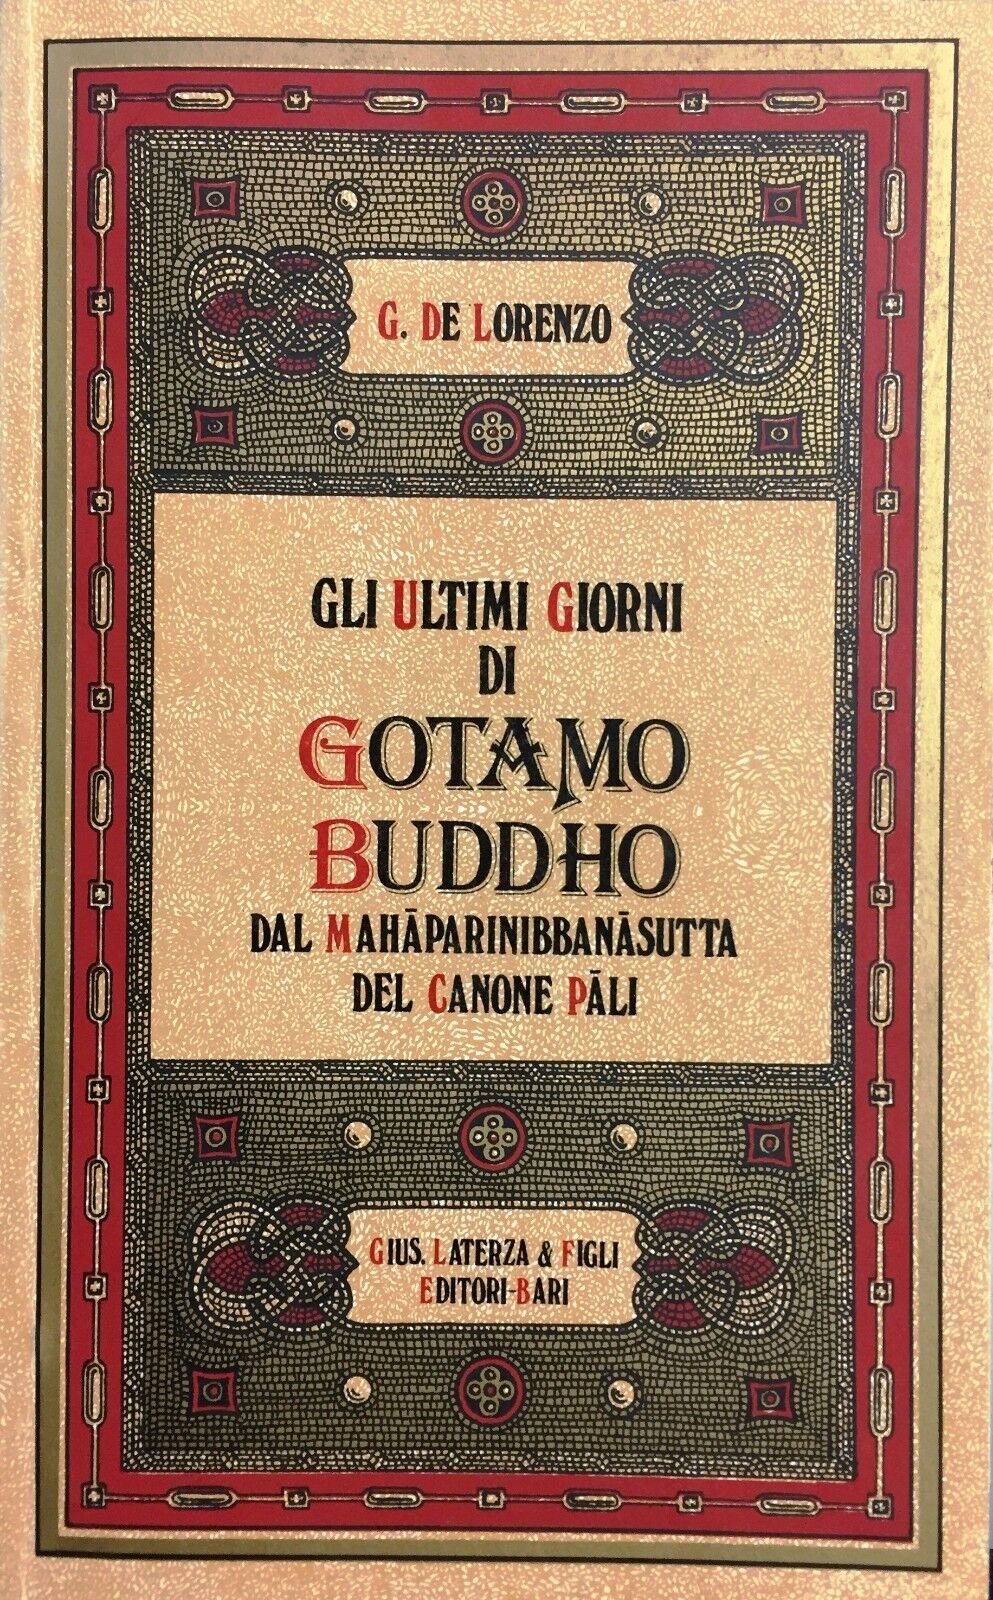 G. DE LORENZO
GLI ULTIMI GIORNI
DI
GOTAMO
BUDDHO
DAL MAHĀPARINIBBANĀSUTTA
DEL CANONE PĀLI
GIUS. LATERZA & FIGLI
EDITORI-BARI